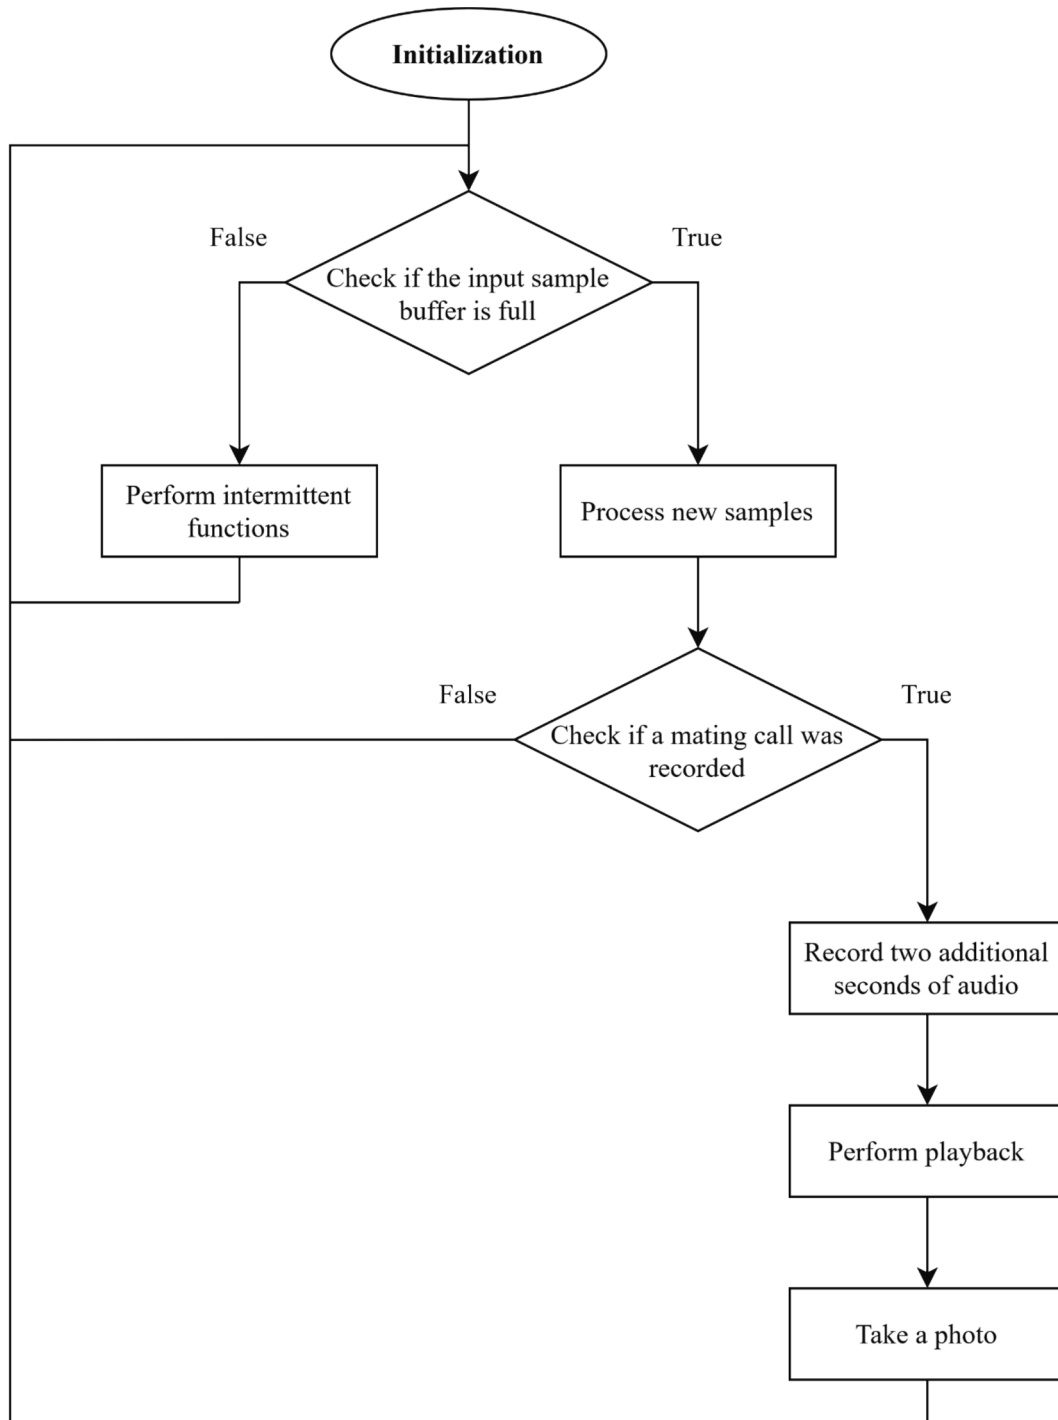 Initialization
False
True
Check if the input sample
buffer is full
Perform intermittent
functions
Process new samples
False
True
Check if a mating call was
recorded
Record two additional
seconds of audio
Perform playback
Take a photo